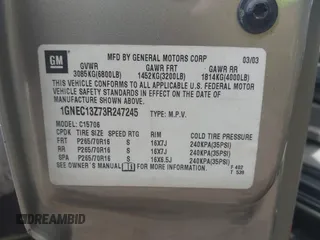 GM
MFD BY GENERAL MOTORS CORP 03/03
GVWR GAWR FRT GAWR RR
3085KG(6800LB) 1452KG(3200LB) 1814KG(4000LB)
THIS VEHICLE CONFORMS TO ALL APPLICABLE U.S. FEDERAL MOTOR
VEHICLE SAFETY STANDARDS IN EFFECT ON THE DATE OF
MANUFACTURE SHOWN ABOVE.
1GNEC13Z73R247245 TYPE: M.P.V.
MODEL: C15706
CPDK TIRE SIZE SPEED RTG RIM COLD TIRE PRESSURE
FRT P265/70R16 S 16X7J 240KPA(35PSI)
RR P265/70R16 S 16X7J 240KPA(35PSI)
SPA P265/70R16 S 16X6.5J 240KPA(35PSI)
SEE OWNER'S MANUAL FOR MORE INFORMATION.
DREAMBID